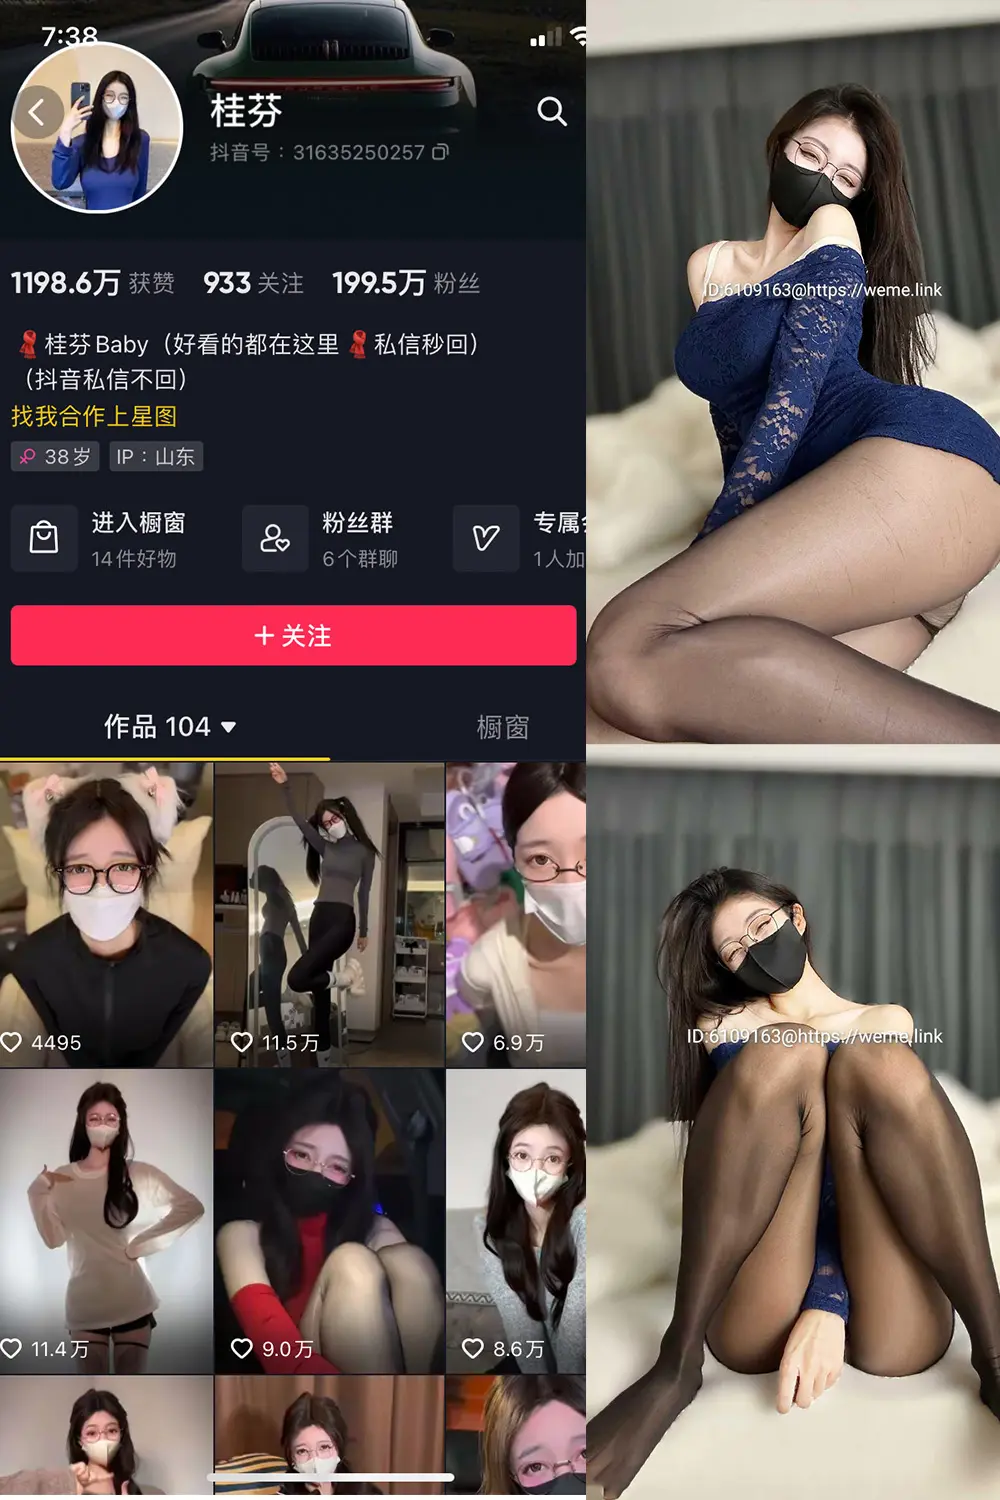 7:38
桂芬
抖音号：31635250257
1198.6万 获赞 933 关注 199.5万 粉丝
🧣桂芬Baby（好看的都在这里🧣私信秒回）
（抖音私信不回）
找我合作上星图
38岁 IP：山东
进入橱窗
14件好物
粉丝群
6个群聊
专属
1人加
+ 关注
作品 104
橱窗
4495
11.5万
6.9万
11.4万
9.0万
8.6万
ID:6109163@https://weme.link
ID:6109163@https://weme.link